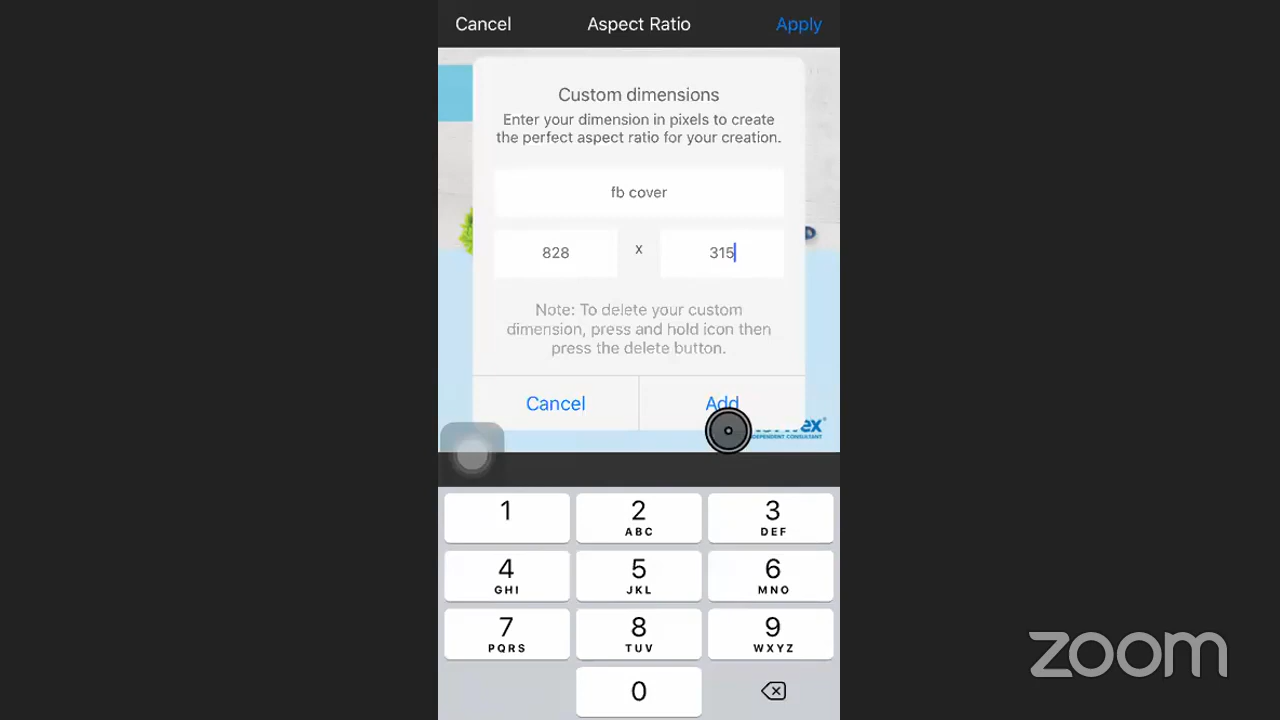 Cancel Aspect Ratio Apply
Custom dimensions
Enter your dimension in pixels to create
the perfect aspect ratio for your creation.
fb cover
828 x 315
Note: To delete your custom
dimension, press and hold icon then
press the delete button.
Cancel Add
1 2 3
ABC DEF
4 5 6
GHI JKL MNO
7 8 9
PQRS TUV WXYZ
0
zoom